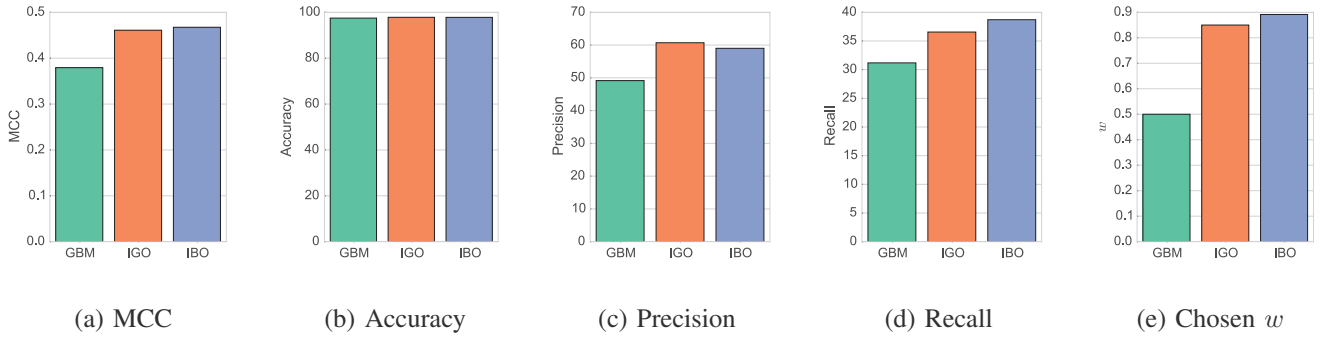 0.5
0.4
0.3
0.2
0.1
0.0
MCC
GBM IGO IBO
(a) MCC
100
80
60
40
20
0
Accuracy
GBM IGO IBO
(b) Accuracy
70
60
50
40
30
20
10
0
Precision
GBM IGO IBO
(c) Precision
40
35
30
25
20
15
10
5
0
Recall
GBM IGO IBO
(d) Recall
0.9
0.8
0.7
0.6
0.5
0.4
0.3
0.2
0.1
0.0
w
GBM IGO IBO
(e) Chosen w